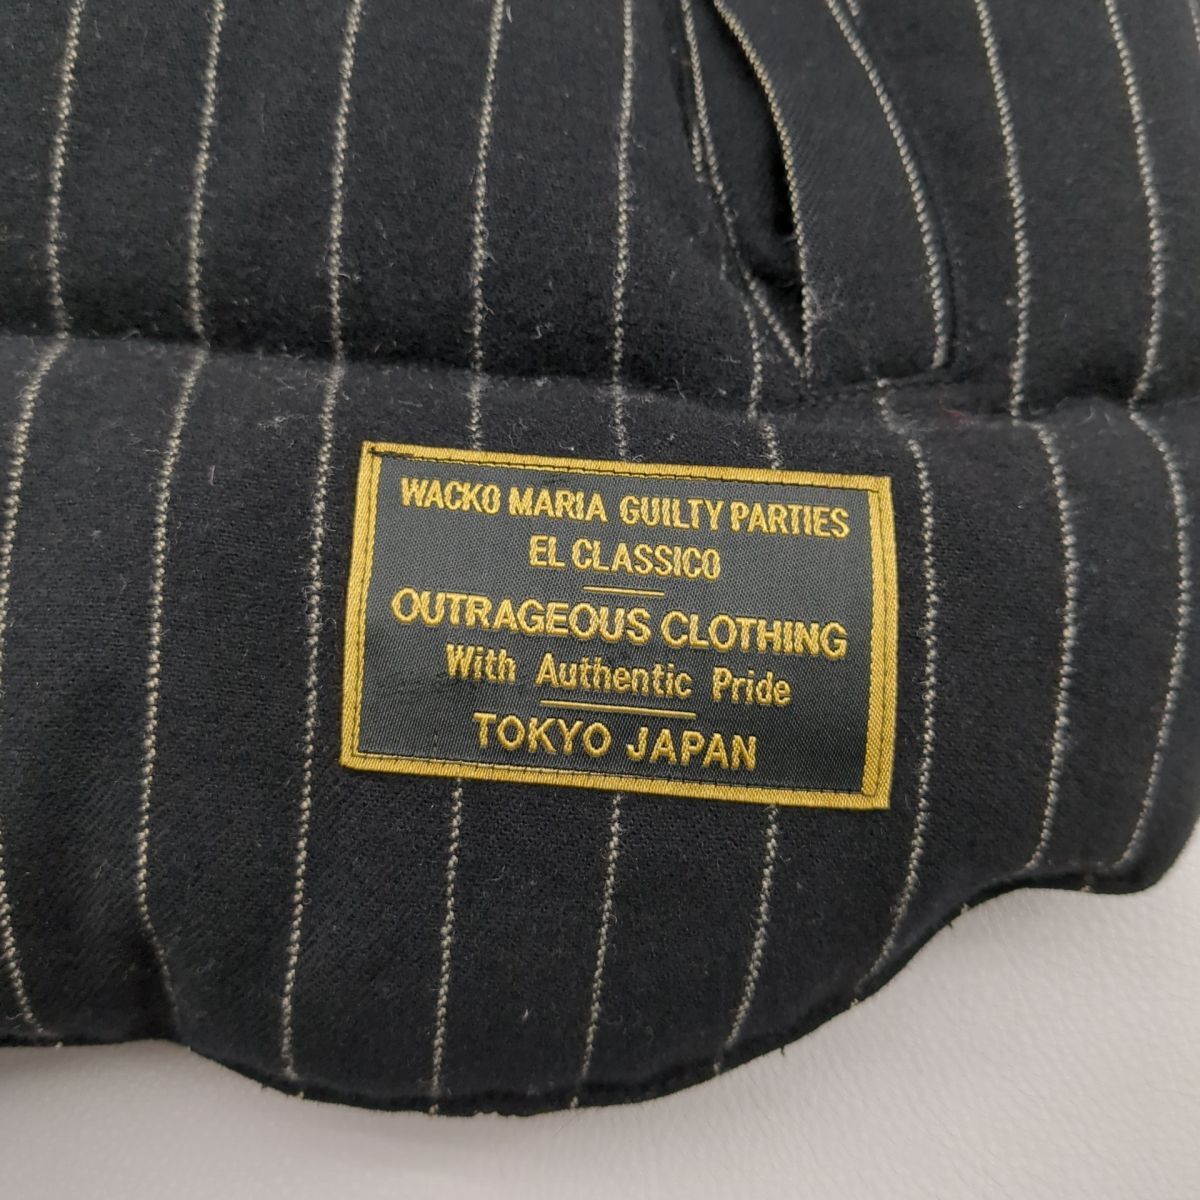 WACKO MARIA GUILTY PARTIES
EL CLASSICO
OUTRAGEOUS CLOTHING
With Authentic Pride
TOKYO JAPAN